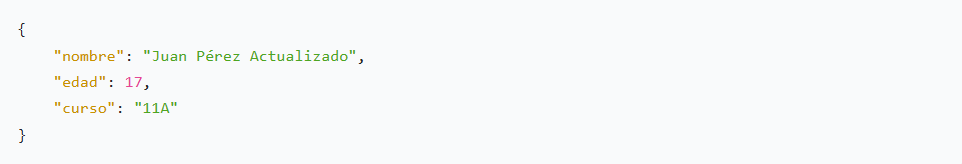 {
    "nombre": "Juan Pérez Actualizado",
    "edad": 17,
    "curso": "11A"
}